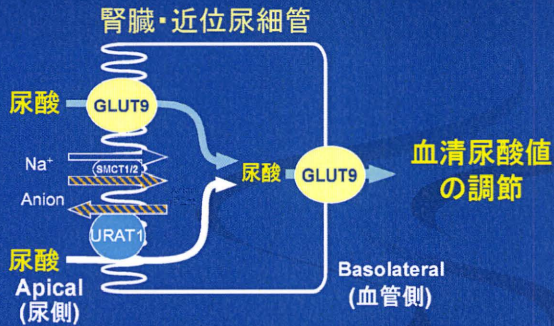 腎臓・近位尿細管
尿酸
GLUT9
Na⁺
SMCT1/2
Anion
URAT1
尿酸
Apical
(尿側)
尿酸
GLUT9
血清尿酸値
の調節
Basolateral
(血管側)